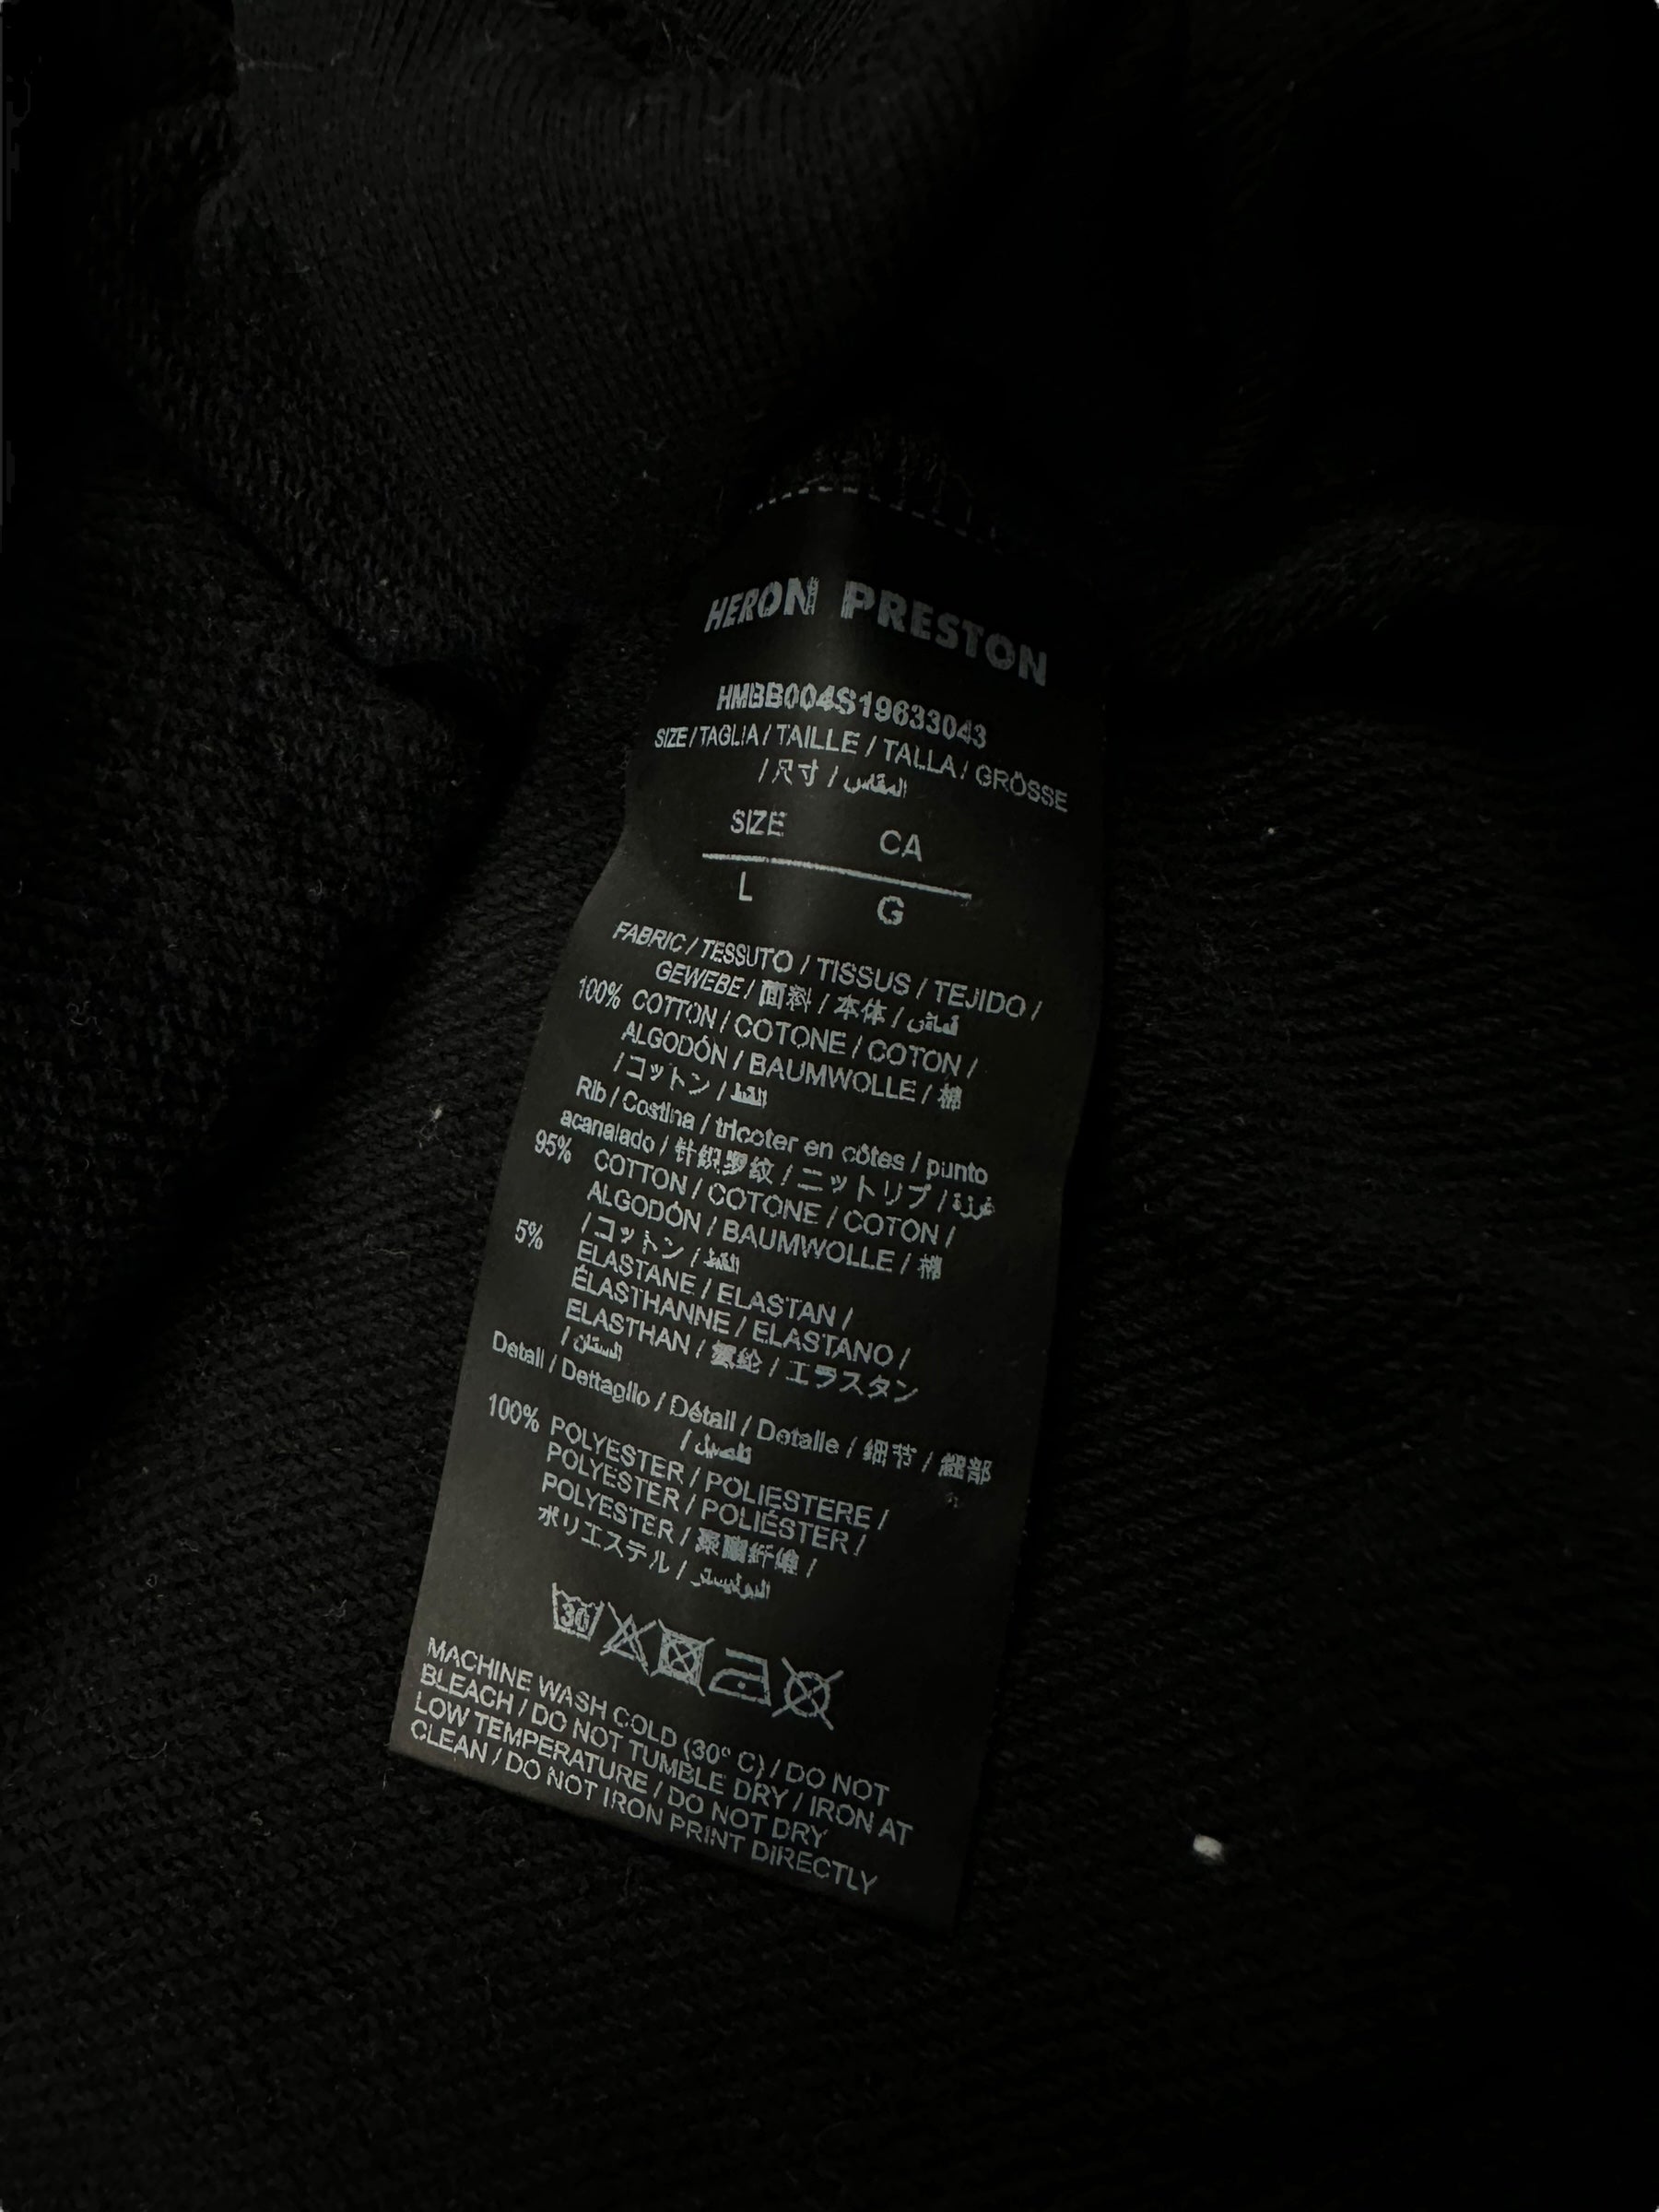 HERON PRESTON
HMBB004S19633043
SIZE / TAGLIA / TAILLE / TALLA / GRÖSSE
/ 尺寸 / المقاس
SIZE CA
L G
FABRIC / TESSUTO / TISSUS / TEJIDO /
GEWEBE / 面料 / 本体 / قماش
100% COTTON / COTONE / COTON /
ALGODÓN / BAUMWOLLE / 棉
/ コットン / القطن
Rib / Costina / tricoter en côtes / punto
acanalado / 针织罗纹 / ニットリブ /
95% COTTON / COTONE / COTON /
ALGODÓN / BAUMWOLLE / 棉
/ コットン / القطن
5% ELASTANE / ELASTAN /
ÉLASTHANNE / ELASTANO /
ELASTHAN / 氨纶 / エラスタン
/ الستان
Detail / Dettaglio / Détail / Detalle / 细节 / 細部
/ تفصيل
100% POLYESTER / POLIESTERE /
POLYESTER / POLIÉSTER /
POLYESTER / 聚酯纤维 /
ポリエステル / البوليستر
30
MACHINE WASH COLD (30° C) / DO NOT
BLEACH / DO NOT TUMBLE DRY / IRON AT
LOW TEMPERATURE / DO NOT DRY
CLEAN / DO NOT IRON PRINT DIRECTLY